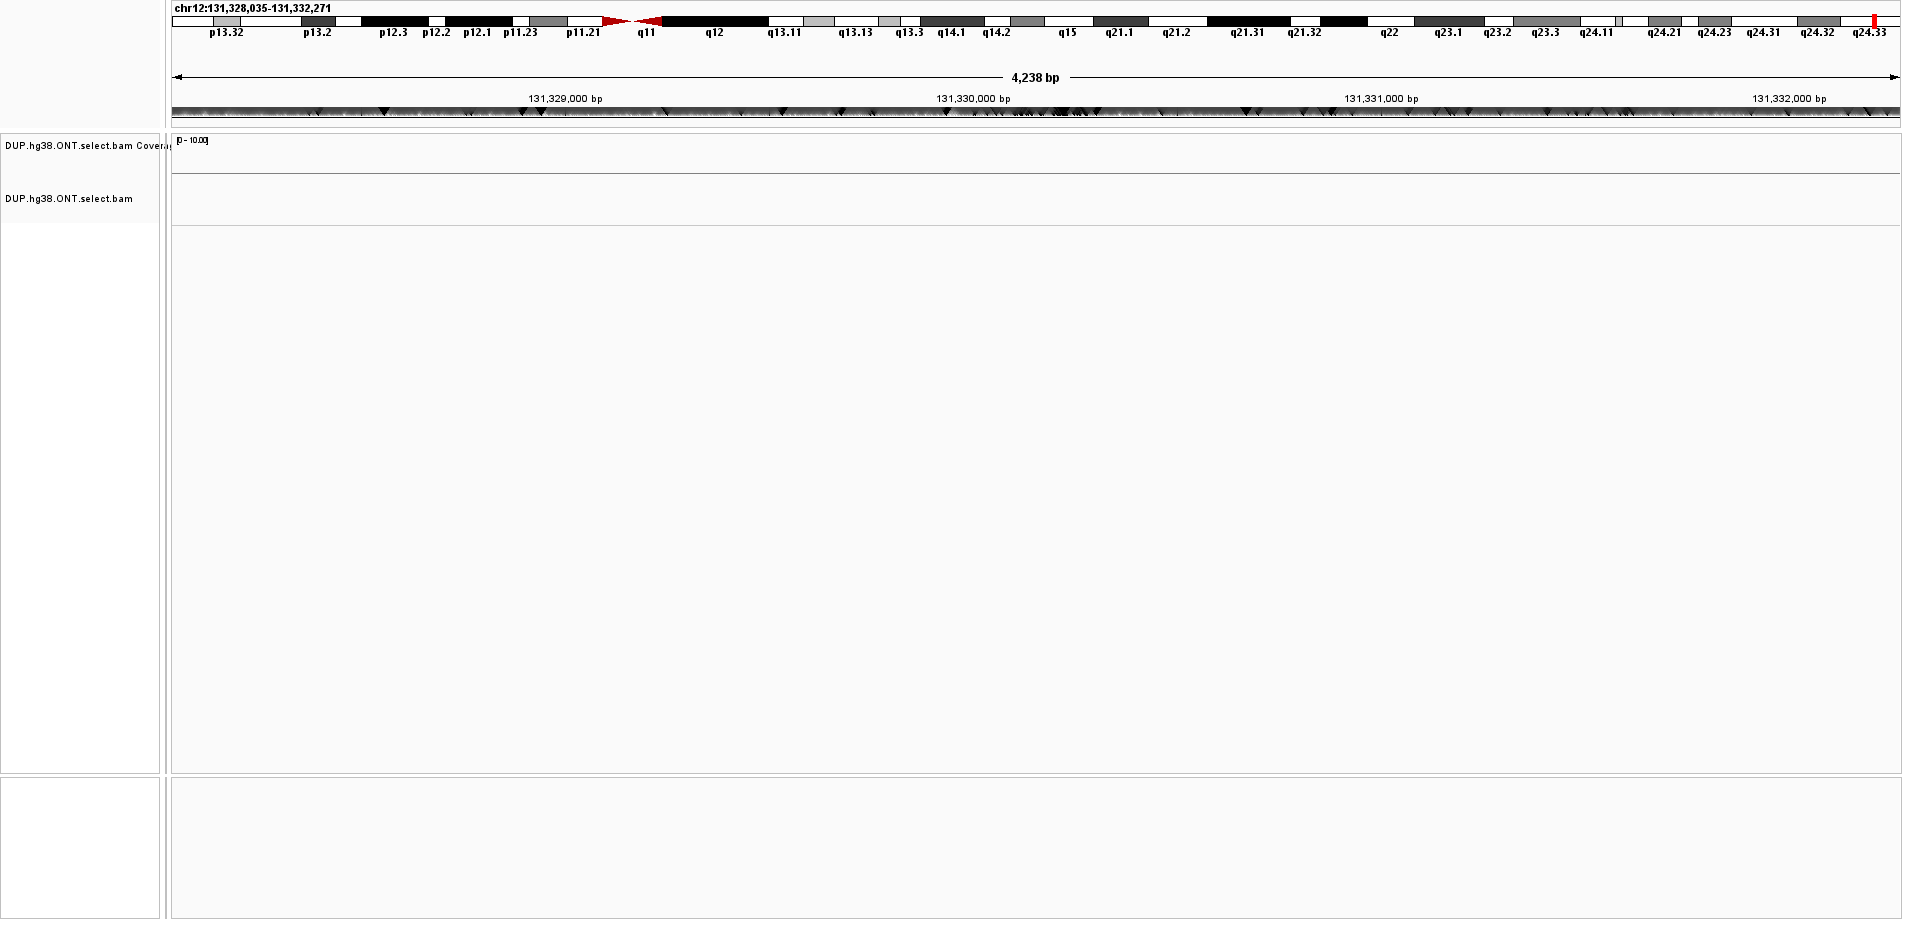 chr12:131,328,035-131,332,271
p13.32 p13.2 p12.3 p12.2 p12.1 p11.23 p11.21 q11 q12 q13.11 q13.13 q13.3 q14.1 q14.2 q15 q21.1 q21.2 q21.31 q21.32 q22 q23.1 q23.2 q23.3 q24.11 q24.21 q24.23 q24.31 q24.32 q24.33
4,238 bp
131,329,000 bp 131,330,000 bp 131,331,000 bp 131,332,000 bp
[0 - 10.00]
DUP.hg38.ONT.select.bam Covera
DUP.hg38.ONT.select.bam